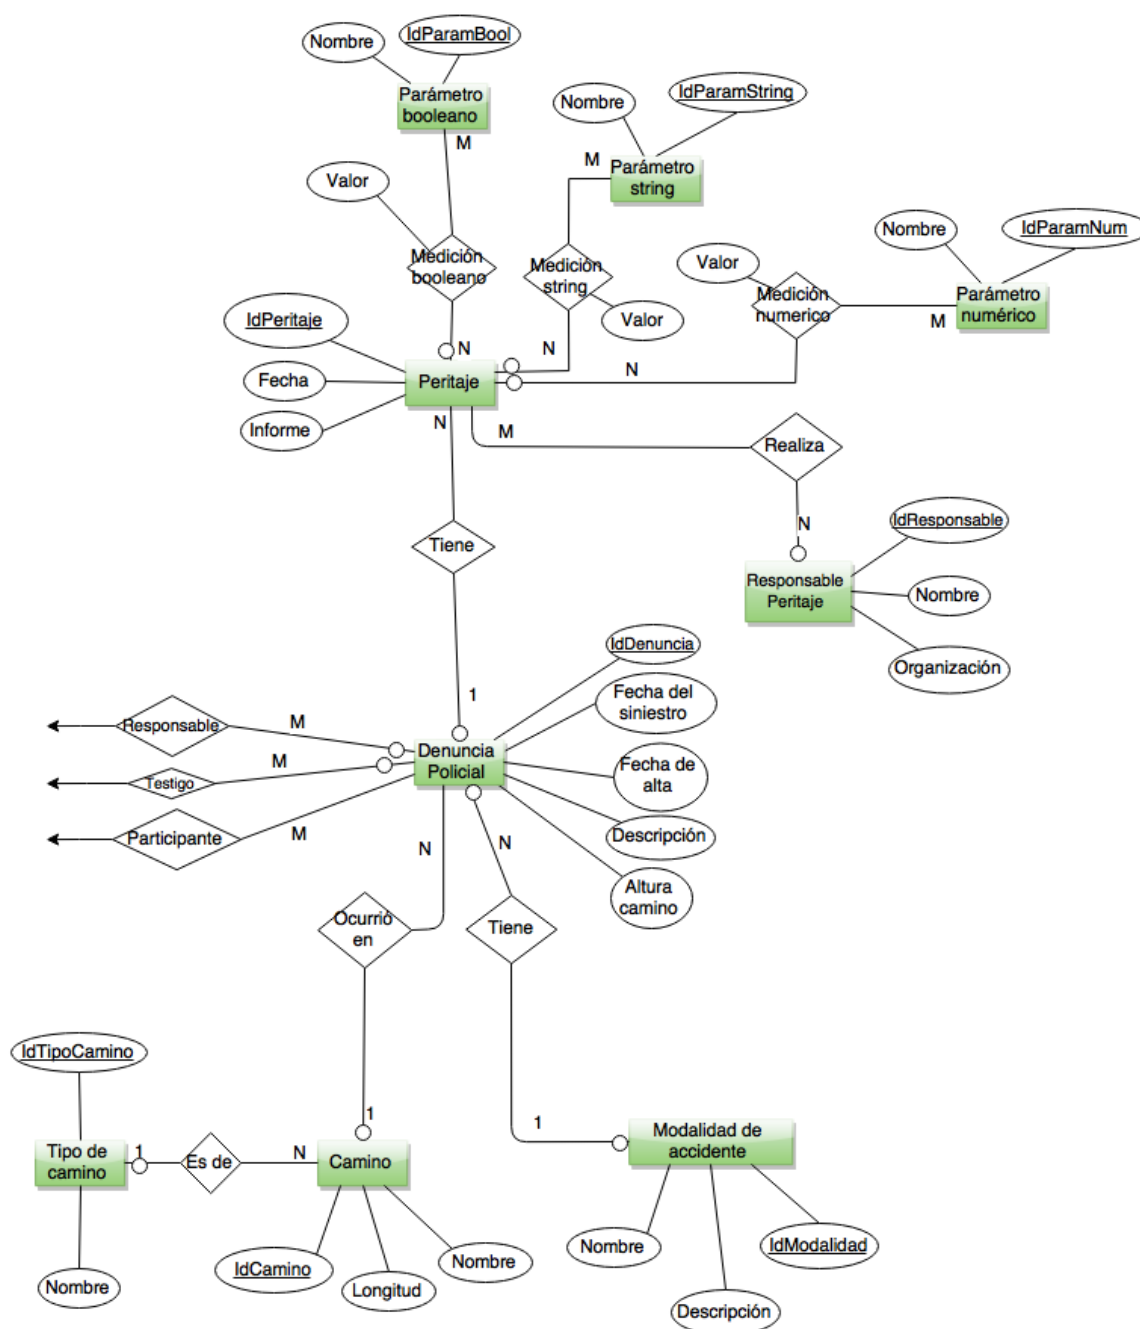 IdParamBool
Nombre
Parámetro
booleano
M
IdParamString
Nombre
Parámetro
string
M
Valor
Medición
booleano
Medición
string
Valor
IdParamNum
Nombre
Valor
Medición
numerico
Parámetro
numérico
M
IdPeritaje
N
N
N
Fecha
Peritaje
Informe
N
M
Realiza
N
IdResponsable
Responsable
Peritaje
Nombre
Organización
Tiene
1
IdDenuncia
Fecha del
siniestro
Responsable
M
Denuncia
Policial
Fecha de
alta
Testigo
M
Participante
M
Descripción
N
N
Altura
camino
Ocurrió
en
Tiene
IdTipoCamino
1
1
Tipo de
camino
1
Es de
N
Camino
Modalidad de
accidente
Nombre
IdCamino
Longitud
Nombre
Nombre
IdModalidad
Descripción